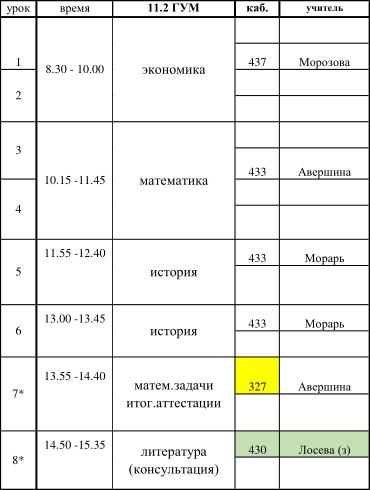 урок время 11.2 ГУМ каб. учитель
1 8.30 - 10.00 экономика 437 Морозова
2
3 10.15 -11.45 математика 433 Авершина
4
5 11.55 -12.40 история 433 Морарь
6 13.00 -13.45 история 433 Морарь
7* 13.55 -14.40 матем.задачи 327 Авершина
итог.аттестации
8* 14.50 -15.35 литература 430 Лосева (з)
(консультация)